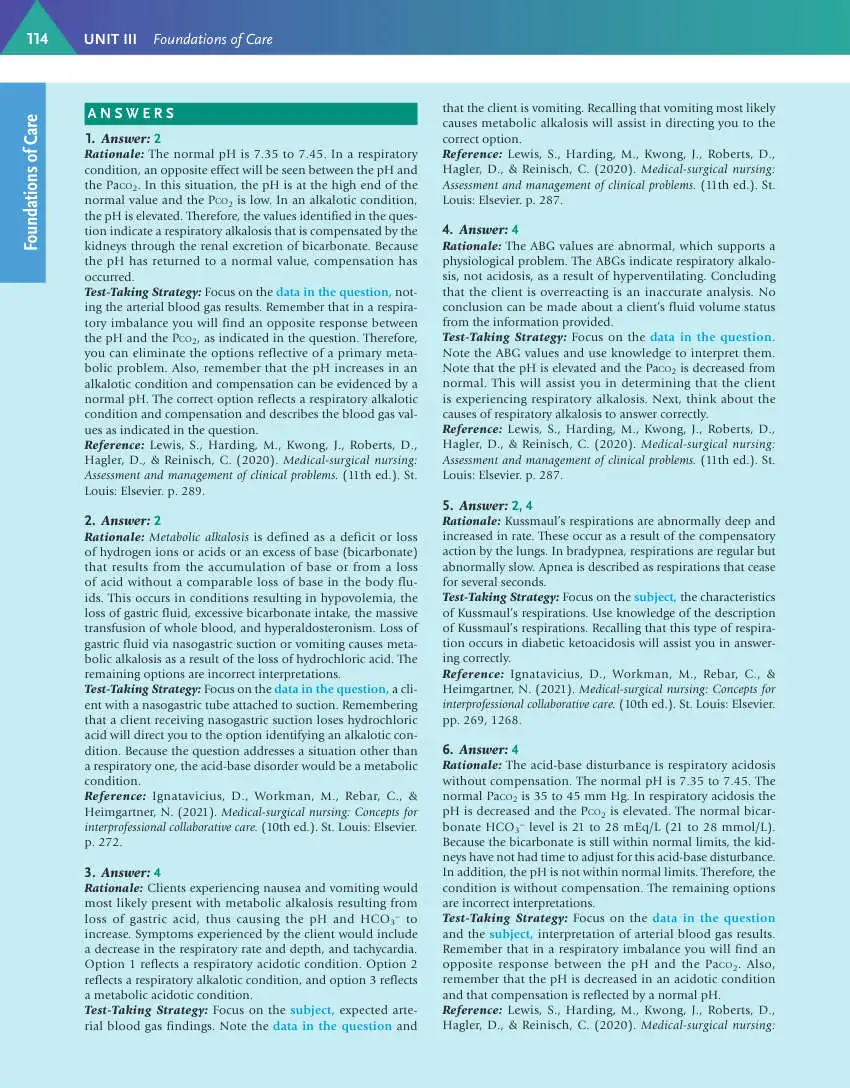 114 UNIT III Foundations of Care
Foundations of Care
ANSWERS
1. Answer: 2
Rationale: The normal pH is 7.35 to 7.45. In a respiratory
condition, an opposite effect will be seen between the pH and
the PaCO₂. In this situation, the pH is at the high end of the
normal value and the PCO₂ is low. In an alkalotic condition,
the pH is elevated. Therefore, the values identified in the ques-
tion indicate a respiratory alkalosis that is compensated by the
kidneys through the renal excretion of bicarbonate. Because
the pH has returned to a normal value, compensation has
occurred.
Test-Taking Strategy: Focus on the data in the question, not-
ing the arterial blood gas results. Remember that in a respira-
tory imbalance you will find an opposite response between
the pH and the PCO₂, as indicated in the question. Therefore,
you can eliminate the options reflective of a primary meta-
bolic problem. Also, remember that the pH increases in an
alkalotic condition and compensation can be evidenced by a
normal pH. The correct option reflects a respiratory alkalotic
condition and compensation and describes the blood gas val-
ues as indicated in the question.
Reference: Lewis, S., Harding, M., Kwong, J., Roberts, D.,
Hagler, D., & Reinisch, C. (2020). Medical-surgical nursing:
Assessment and management of clinical problems. (11th ed.). St.
Louis: Elsevier. p. 289.
2. Answer: 2
Rationale: Metabolic alkalosis is defined as a deficit or loss
of hydrogen ions or acids or an excess of base (bicarbonate)
that results from the accumulation of base or from a loss
of acid without a comparable loss of base in the body flu-
ids. This occurs in conditions resulting in hypovolemia, the
loss of gastric fluid, excessive bicarbonate intake, the massive
transfusion of whole blood, and hyperaldosteronism. Loss of
gastric fluid via nasogastric suction or vomiting causes meta-
bolic alkalosis as a result of the loss of hydrochloric acid. The
remaining options are incorrect interpretations.
Test-Taking Strategy: Focus on the data in the question, a cli-
ent with a nasogastric tube attached to suction. Remembering
that a client receiving nasogastric suction loses hydrochloric
acid will direct you to the option identifying an alkalotic con-
dition. Because the question addresses a situation other than
a respiratory one, the acid-base disorder would be a metabolic
condition.
Reference: Ignatavicius, D., Workman, M., Rebar, C., &
Heimgartner, N. (2021). Medical-surgical nursing: Concepts for
interprofessional collaborative care. (10th ed.). St. Louis: Elsevier.
p. 272.
3. Answer: 4
Rationale: Clients experiencing nausea and vomiting would
most likely present with metabolic alkalosis resulting from
loss of gastric acid, thus causing the pH and HCO₃⁻ to
increase. Symptoms experienced by the client would include
a decrease in the respiratory rate and depth, and tachycardia.
Option 1 reflects a respiratory acidotic condition. Option 2
reflects a respiratory alkalotic condition, and option 3 reflects
a metabolic acidotic condition.
Test-Taking Strategy: Focus on the subject, expected arte-
rial blood gas findings. Note the data in the question and
that the client is vomiting. Recalling that vomiting most likely
causes metabolic alkalosis will assist in directing you to the
correct option.
Reference: Lewis, S., Harding, M., Kwong, J., Roberts, D.,
Hagler, D., & Reinisch, C. (2020). Medical-surgical nursing:
Assessment and management of clinical problems. (11th ed.). St.
Louis: Elsevier. p. 287.
4. Answer: 4
Rationale: The ABG values are abnormal, which supports a
physiological problem. The ABGs indicate respiratory alkalo-
sis, not acidosis, as a result of hyperventilating. Concluding
that the client is overreacting is an inaccurate analysis. No
conclusion can be made about a client's fluid volume status
from the information provided.
Test-Taking Strategy: Focus on the data in the question.
Note the ABG values and use knowledge to interpret them.
Note that the pH is elevated and the PaCO₂ is decreased from
normal. This will assist you in determining that the client
is experiencing respiratory alkalosis. Next, think about the
causes of respiratory alkalosis to answer correctly.
Reference: Lewis, S., Harding, M., Kwong, J., Roberts, D.,
Hagler, D., & Reinisch, C. (2020). Medical-surgical nursing:
Assessment and management of clinical problems. (11th ed.). St.
Louis: Elsevier. p. 287.
5. Answer: 2, 4
Rationale: Kussmaul's respirations are abnormally deep and
increased in rate. These occur as a result of the compensatory
action by the lungs. In bradypnea, respirations are regular but
abnormally slow. Apnea is described as respirations that cease
for several seconds.
Test-Taking Strategy: Focus on the subject, the characteristics
of Kussmaul's respirations. Use knowledge of the description
of Kussmaul's respirations. Recalling that this type of respira-
tion occurs in diabetic ketoacidosis will assist you in answer-
ing correctly.
Reference: Ignatavicius, D., Workman, M., Rebar, C., &
Heimgartner, N. (2021). Medical-surgical nursing: Concepts for
interprofessional collaborative care. (10th ed.). St. Louis: Elsevier.
pp. 269, 1268.
6. Answer: 4
Rationale: The acid-base disturbance is respiratory acidosis
without compensation. The normal pH is 7.35 to 7.45. The
normal PaCO₂ is 35 to 45 mm Hg. In respiratory acidosis the
pH is decreased and the PCO₂ is elevated. The normal bicar-
bonate HCO₃⁻ level is 21 to 28 mEq/L (21 to 28 mmol/L).
Because the bicarbonate is still within normal limits, the kid-
neys have not had time to adjust for this acid-base disturbance.
In addition, the pH is not within normal limits. Therefore, the
condition is without compensation. The remaining options
are incorrect interpretations.
Test-Taking Strategy: Focus on the data in the question
and the subject, interpretation of arterial blood gas results.
Remember that in a respiratory imbalance you will find an
opposite response between the pH and the PaCO₂. Also,
remember that the pH is decreased in an acidotic condition
and that compensation is reflected by a normal pH.
Reference: Lewis, S., Harding, M., Kwong, J., Roberts, D.,
Hagler, D., & Reinisch, C. (2020). Medical-surgical nursing: